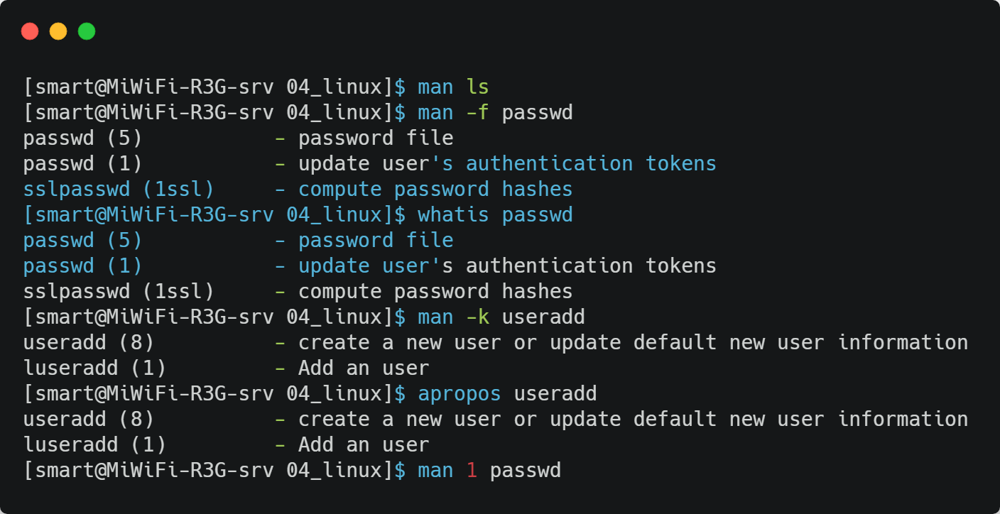 [smart@MiWiFi-R3G-srv 04_linux]$ man ls
[smart@MiWiFi-R3G-srv 04_linux]$ man -f passwd
passwd (5)           - password file
passwd (1)           - update user's authentication tokens
sslpasswd (1ssl)     - compute password hashes
[smart@MiWiFi-R3G-srv 04_linux]$ whatis passwd
passwd (5)           - password file
passwd (1)           - update user's authentication tokens
sslpasswd (1ssl)     - compute password hashes
[smart@MiWiFi-R3G-srv 04_linux]$ man -k useradd
useradd (8)          - create a new user or update default new user information
luseradd (1)         - Add an user
[smart@MiWiFi-R3G-srv 04_linux]$ apropos useradd
useradd (8)          - create a new user or update default new user information
luseradd (1)         - Add an user
[smart@MiWiFi-R3G-srv 04_linux]$ man 1 passwd